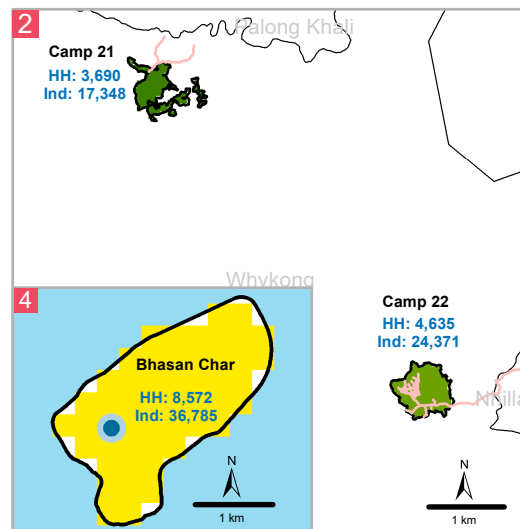 2
Palong Khali
Camp 21
HH: 3,690
Ind: 17,348
Whykong
4
Bhasan Char
HH: 8,572
Ind: 36,785
N
1 km
Camp 22
HH: 4,635
Ind: 24,371
Nhilla
N
1 km